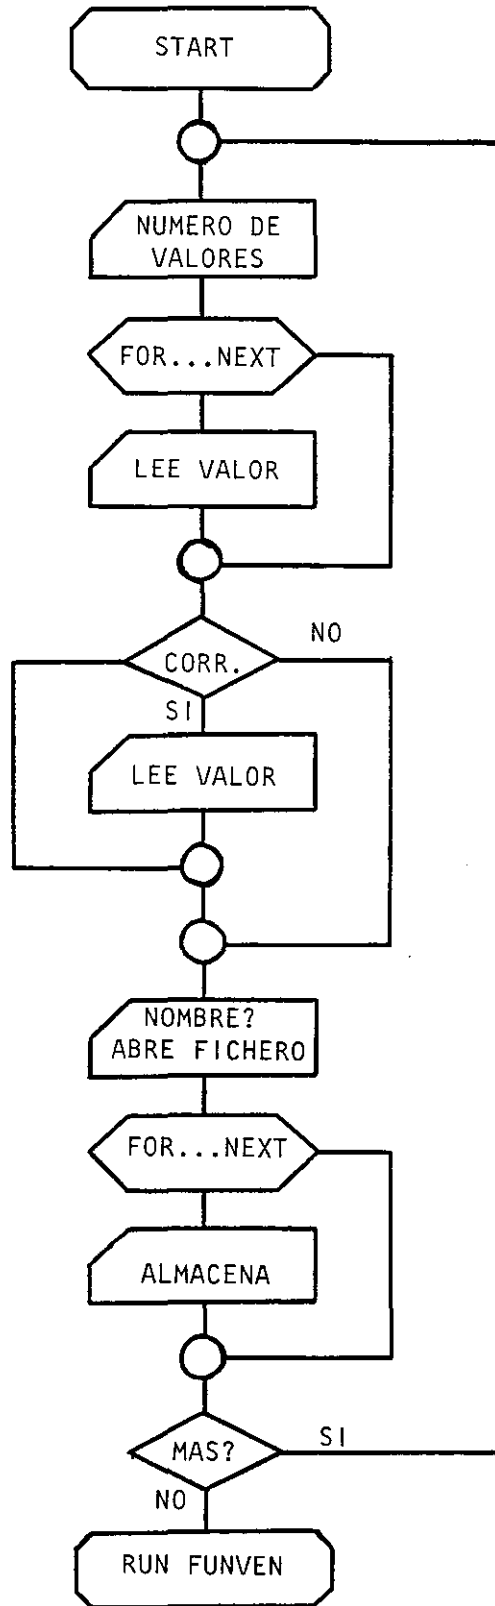 START
NUMERO DE
VALORES
FOR...NEXT
LEE VALOR
CORR.
NO
SI
LEE VALOR
NOMBRE?
ABRE FICHERO
FOR...NEXT
ALMACENA
MAS?
SI
NO
RUN FUNVEN